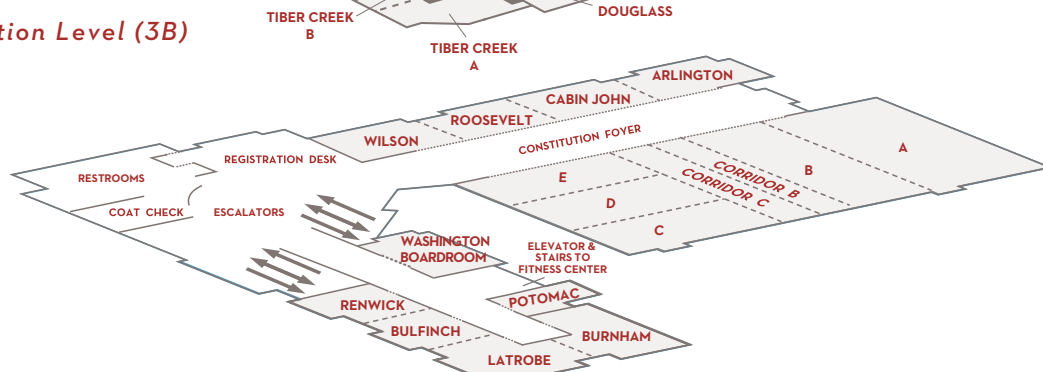 TIBER CREEK
B
DOUGLASS
tion Level (3B)
TIBER CREEK
A
ARLINGTON
CABIN JOHN
ROOSEVELT
WILSON
CONSTITUTION FOYER
A
B
CORRIDOR B
CORRIDOR C
E
D
C
REGISTRATION DESK
RESTROOMS
COAT CHECK
ESCALATORS
WASHINGTON
BOARDROOM
ELEVATOR &
STAIRS TO
FITNESS CENTER
POTOMAC
RENWICK
BULFINCH
BURNHAM
LATROBE